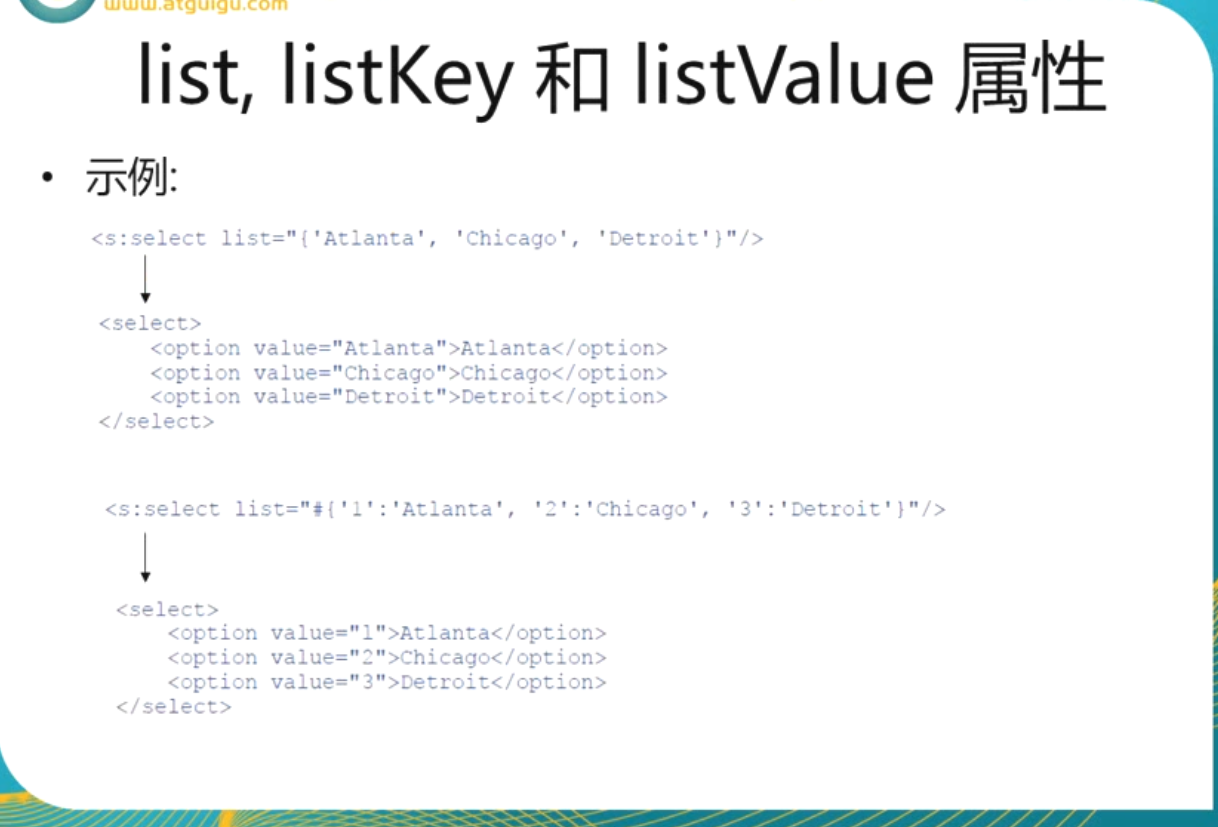 www.atguigu.com
list, listKey 和 listValue 属性
• 示例:
<s:select list="{'Atlanta', 'Chicago', 'Detroit'}"/>
<select>
<option value="Atlanta">Atlanta</option>
<option value="Chicago">Chicago</option>
<option value="Detroit">Detroit</option>
</select>
<s:select list="#{'1':'Atlanta', '2':'Chicago', '3':'Detroit'}"/>
<select>
<option value="1">Atlanta</option>
<option value="2">Chicago</option>
<option value="3">Detroit</option>
</select>